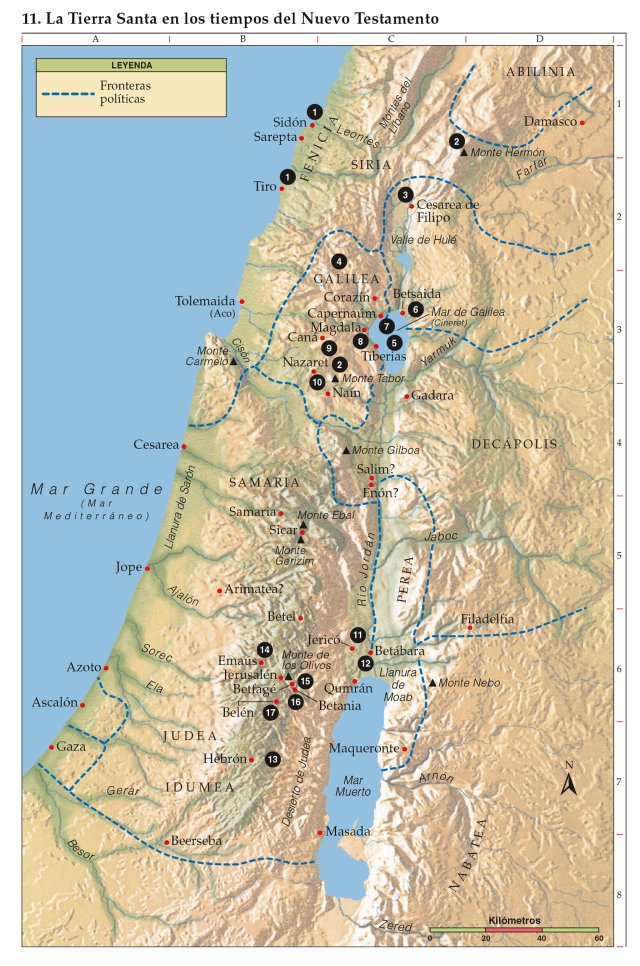 11. La Tierra Santa en los tiempos del Nuevo Testamento
A B C D
LEYENDA
Fronteras
políticas
ABILINIA
1
1
Sidón
Sarepta
FENICIA
Leontes
Montes del
Líbano
Damasco
2
Monte Hermón
Farfar
SIRIA
1
Tiro
3
Cesarea de
Filipo
2
Valle de Hulé
4
GALILEA
Corazín
Betsaida
Tolemaida
(Aco)
Capernaúm
6
Mar de Galilea
(Cineret)
7
Magdala
3
Caná
8
5
9
Tiberias
Yarmuk
Cisón
Monte
Carmelo
Nazaret
2
Monte Tabor
10
Naín
Gadara
Cesarea
4
DECÁPOLIS
Monte Gilboa
Salim?
Enón?
Mar Grande
(Mar
Mediterráneo)
Llanura de Sarón
SAMARIA
Samaria
Monte Ebal
Sicar
Monte
Gerizim
Río Jordán
Jaboc
5
Jope
PEREA
Arimatea?
Ajalón
Betel
Filadelfia
11
Jericó
Betábara
14
Sorec
Emaús
Monte de
los Olivos
12
6
Azoto
Jerusalén
15
Llanura
de
Moab
Monte Nebo
Ela
Betfagé
Qumrán
16
Betania
Ascalón
Belén
17
JUDEA
Gaza
Hebrón
13
Maqueronte
Desierto de Judea
IDUMEA
Mar
Muerto
Arnón
N
7
Gerar
Masada
Beerseba
Besor
NABATEA
8
Zered
Kilómetros
0 20 40 60